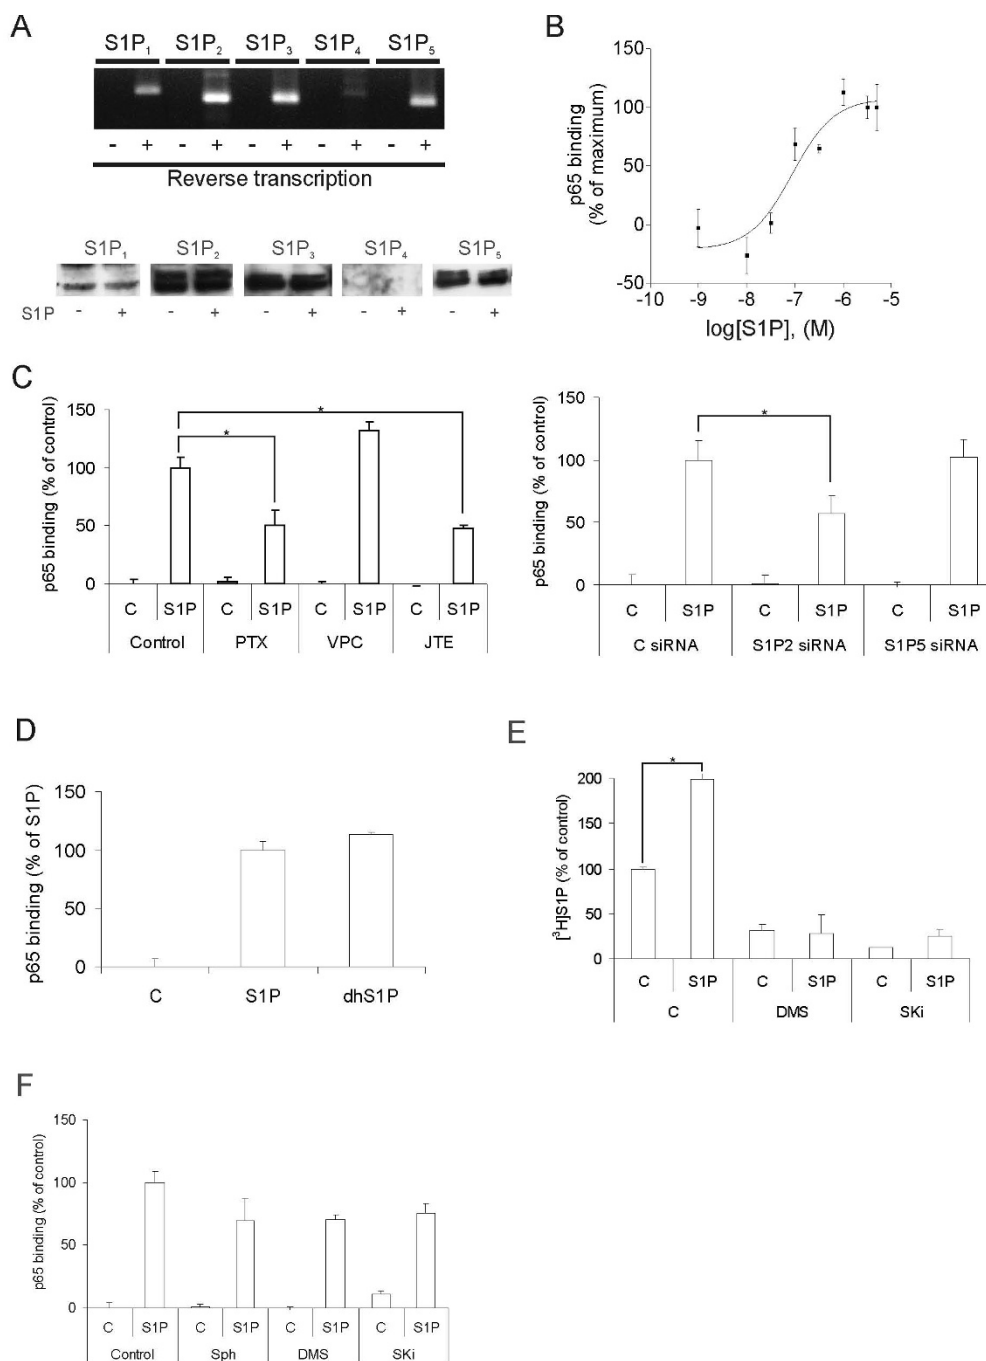 A
S1P1 S1P2 S1P3 S1P4 S1P5
- + - + - + - + - +
Reverse transcription
S1P1 S1P2 S1P3 S1P4 S1P5
S1P - + - + - + - + - +
B
p65 binding
(% of maximum)
150
100
50
0
-50
-10 -9 -8 -7 -6 -5
log[S1P], (M)
C
p65 binding (% of control)
150
100
50
0
* *
C S1P C S1P C S1P C S1P
Control PTX VPC JTE
p65 binding (% of control)
150
100
50
0
*
C S1P C S1P C S1P
C siRNA S1P2 siRNA S1P5 siRNA
D
p65 binding (% of S1P)
150
100
50
0
C S1P dhS1P
E
[3H]S1P (% of control)
200
150
100
50
0
*
C S1P C S1P C S1P
C DMS SKi
F
p65 binding (% of control)
150
100
50
0
C S1P C S1P C S1P C S1P
Control Sph DMS SKi